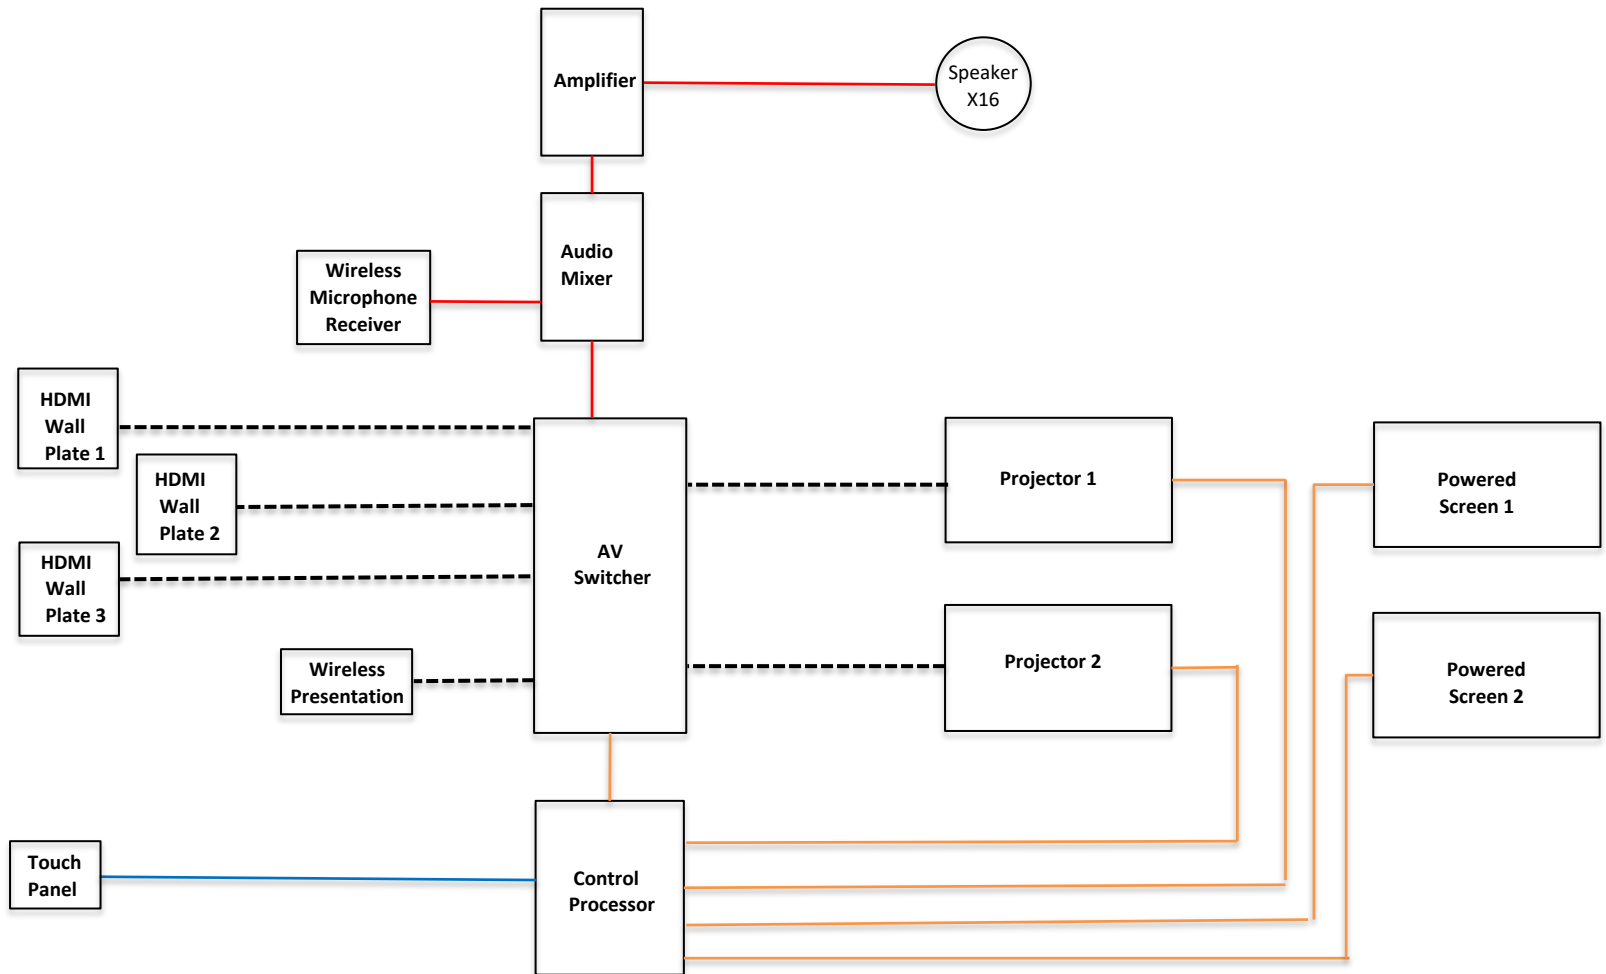 Amplifier
Speaker
X16
Audio
Mixer
Wireless
Microphone
Receiver
HDMI
Wall
Plate 1
HDMI
Wall
Plate 2
HDMI
Wall
Plate 3
Wireless
Presentation
AV
Switcher
Projector 1
Projector 2
Powered
Screen 1
Powered
Screen 2
Touch
Panel
Control
Processor